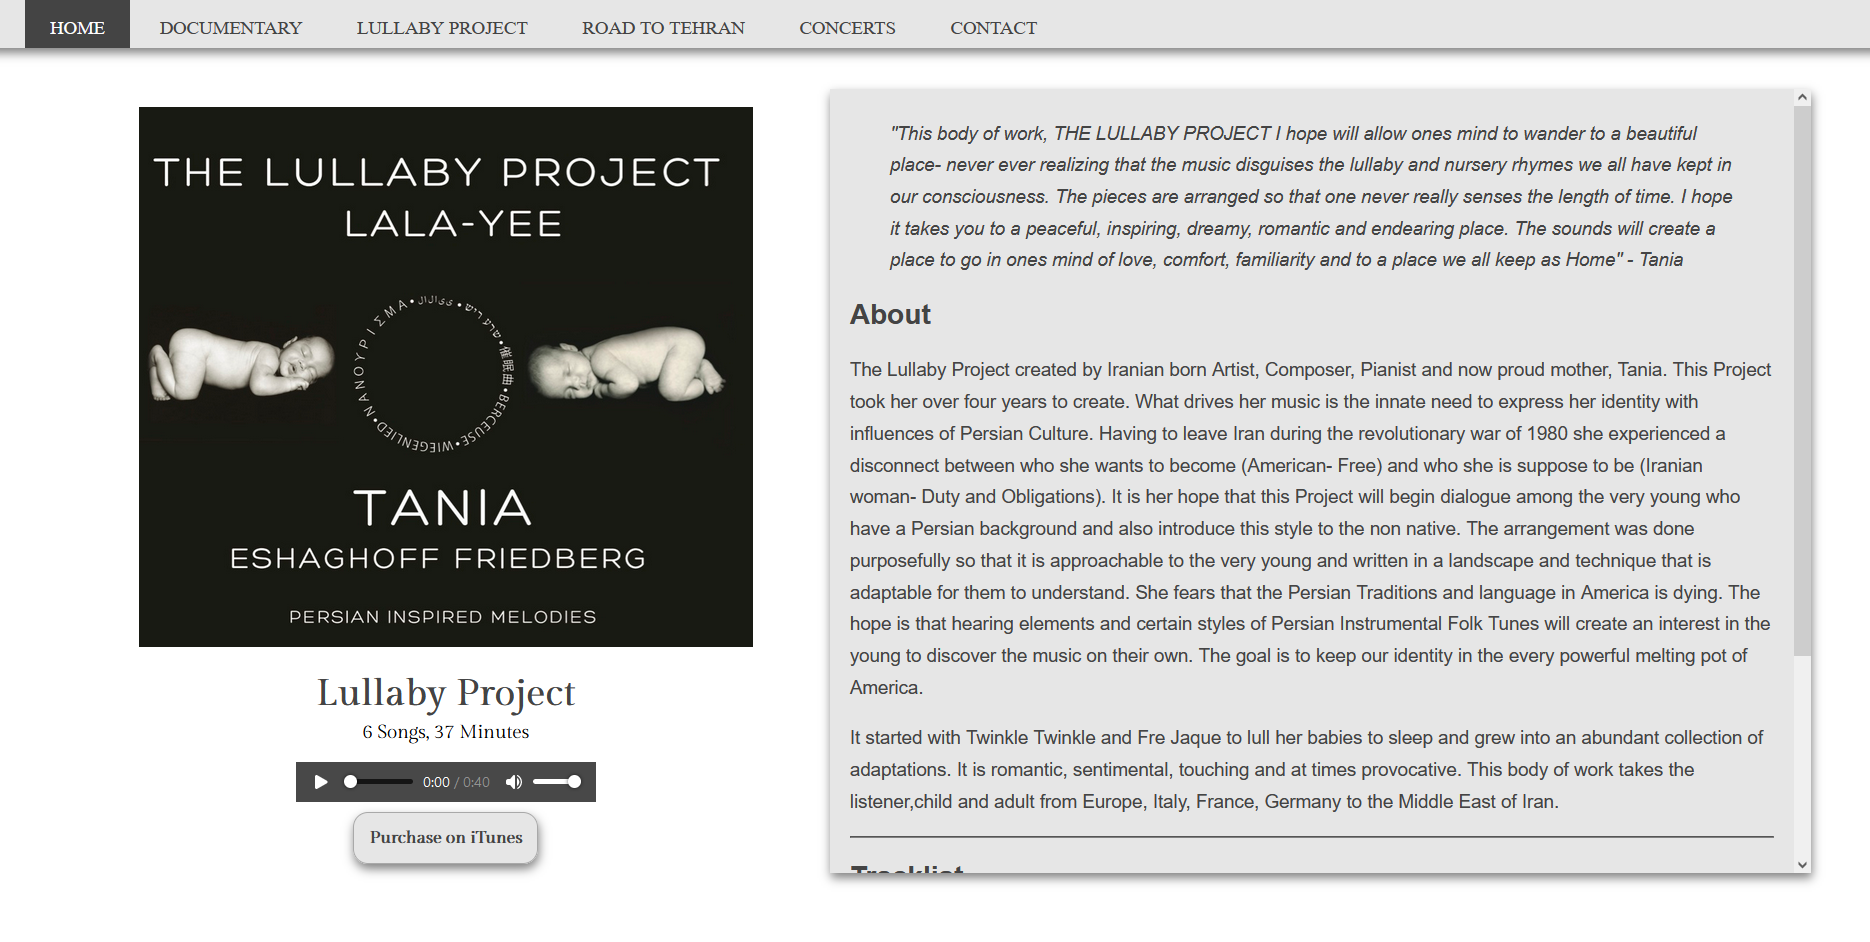 HOME DOCUMENTARY LULLABY PROJECT ROAD TO TEHRAN CONCERTS CONTACT
THE LULLABY PROJECT
LALA-YEE
ΝΑΝΟΥΡΙΣΜΑ•لالایی•שיר ערש•催眠曲•BERCEUSE•WIEGENLIED•
TANIA
ESHAGHOFF FRIEDBERG
PERSIAN INSPIRED MELODIES
Lullaby Project
6 Songs, 37 Minutes
0:00 / 0:40
Purchase on iTunes
"This body of work, THE LULLABY PROJECT I hope will allow ones mind to wander to a beautiful
place- never ever realizing that the music disguises the lullaby and nursery rhymes we all have kept in
our consciousness. The pieces are arranged so that one never really senses the length of time. I hope
it takes you to a peaceful, inspiring, dreamy, romantic and endearing place. The sounds will create a
place to go in ones mind of love, comfort, familiarity and to a place we all keep as Home" - Tania
About
The Lullaby Project created by Iranian born Artist, Composer, Pianist and now proud mother, Tania. This Project
took her over four years to create. What drives her music is the innate need to express her identity with
influences of Persian Culture. Having to leave Iran during the revolutionary war of 1980 she experienced a
disconnect between who she wants to become (American- Free) and who she is suppose to be (Iranian
woman- Duty and Obligations). It is her hope that this Project will begin dialogue among the very young who
have a Persian background and also introduce this style to the non native. The arrangement was done
purposefully so that it is approachable to the very young and written in a landscape and technique that is
adaptable for them to understand. She fears that the Persian Traditions and language in America is dying. The
hope is that hearing elements and certain styles of Persian Instrumental Folk Tunes will create an interest in the
young to discover the music on their own. The goal is to keep our identity in the every powerful melting pot of
America.
It started with Twinkle Twinkle and Fre Jaque to lull her babies to sleep and grew into an abundant collection of
adaptations. It is romantic, sentimental, touching and at times provocative. This body of work takes the
listener,child and adult from Europe, Italy, France, Germany to the Middle East of Iran.
Tracklist